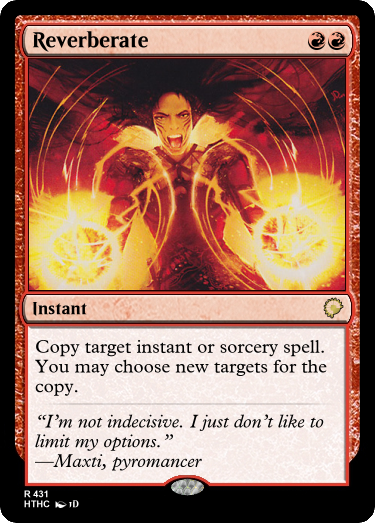 Reverberate
Instant
Copy target instant or sorcery spell.
You may choose new targets for the
copy.
“I'm not indecisive. I just don't like to
limit my options.”
—Maxti, pyromancer
R 431
HTHC